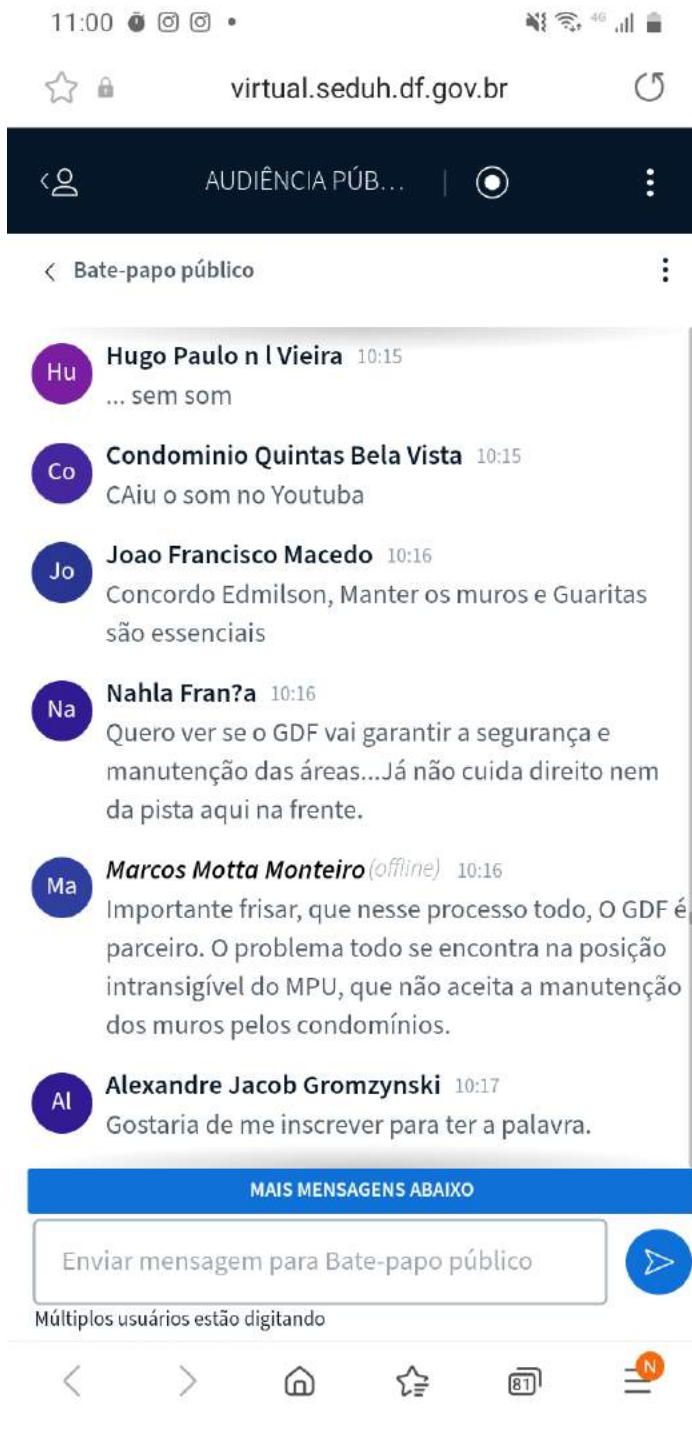 11:00
4G
virtual.seduh.df.gov.br
AUDIÊNCIA PÚB...
Bate-papo público
Hu
Hugo Paulo n l Vieira 10:15
... sem som
Co
Condominio Quintas Bela Vista 10:15
CAiu o som no Youtuba
Jo
Joao Francisco Macedo 10:16
Concordo Edmilson, Manter os muros e Guaritas
são essenciais
Na
Nahla Fran?a 10:16
Quero ver se o GDF vai garantir a segurança e
manutenção das áreas...Já não cuida direito nem
da pista aqui na frente.
Ma
Marcos Motta Monteiro (offline) 10:16
Importante frisar, que nesse processo todo, O GDF é
parceiro. O problema todo se encontra na posição
intransigível do MPU, que não aceita a manutenção
dos muros pelos condomínios.
Al
Alexandre Jacob Gromzynski 10:17
Gostaria de me inscrever para ter a palavra.
MAIS MENSAGENS ABAIXO
Enviar mensagem para Bate-papo público
Múltiplos usuários estão digitando
81
N